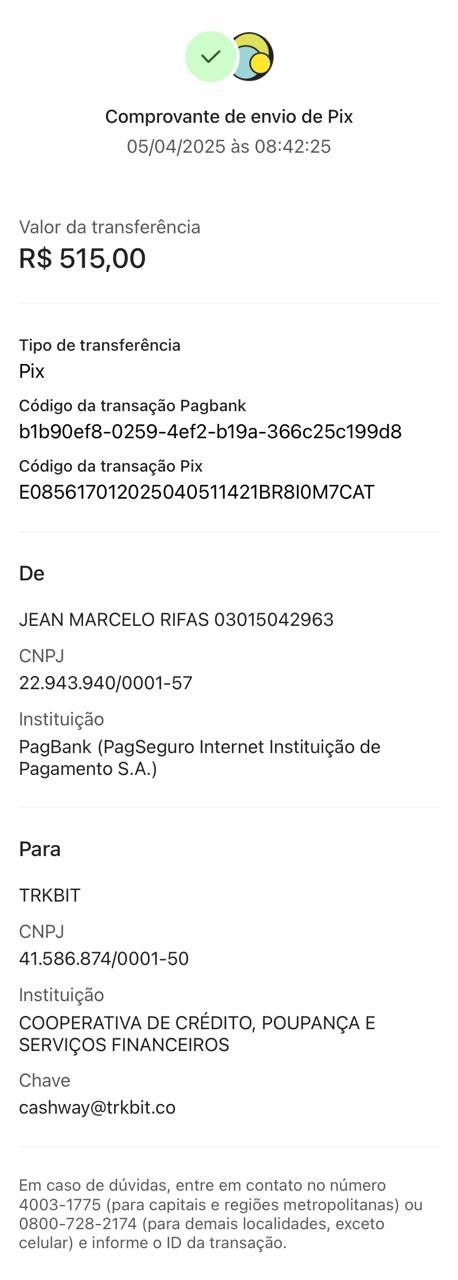 Comprovante de envio de Pix
05/04/2025 às 08:42:25
Valor da transferência
R$ 515,00
Tipo de transferência
Pix
Código da transação Pagbank
b1b90ef8-0259-4ef2-b19a-366c25c199d8
Código da transação Pix
E085617012025040511421BR8I0M7CAT
De
JEAN MARCELO RIFAS 03015042963
CNPJ
22.943.940/0001-57
Instituição
PagBank (PagSeguro Internet Instituição de
Pagamento S.A.)
Para
TRKBIT
CNPJ
41.586.874/0001-50
Instituição
COOPERATIVA DE CRÉDITO, POUPANÇA E
SERVIÇOS FINANCEIROS
Chave
cashway@trkbit.co
Em caso de dúvidas, entre em contato no número
4003-1775 (para capitais e regiões metropolitanas) ou
0800-728-2174 (para demais localidades, exceto
celular) e informe o ID da transação.